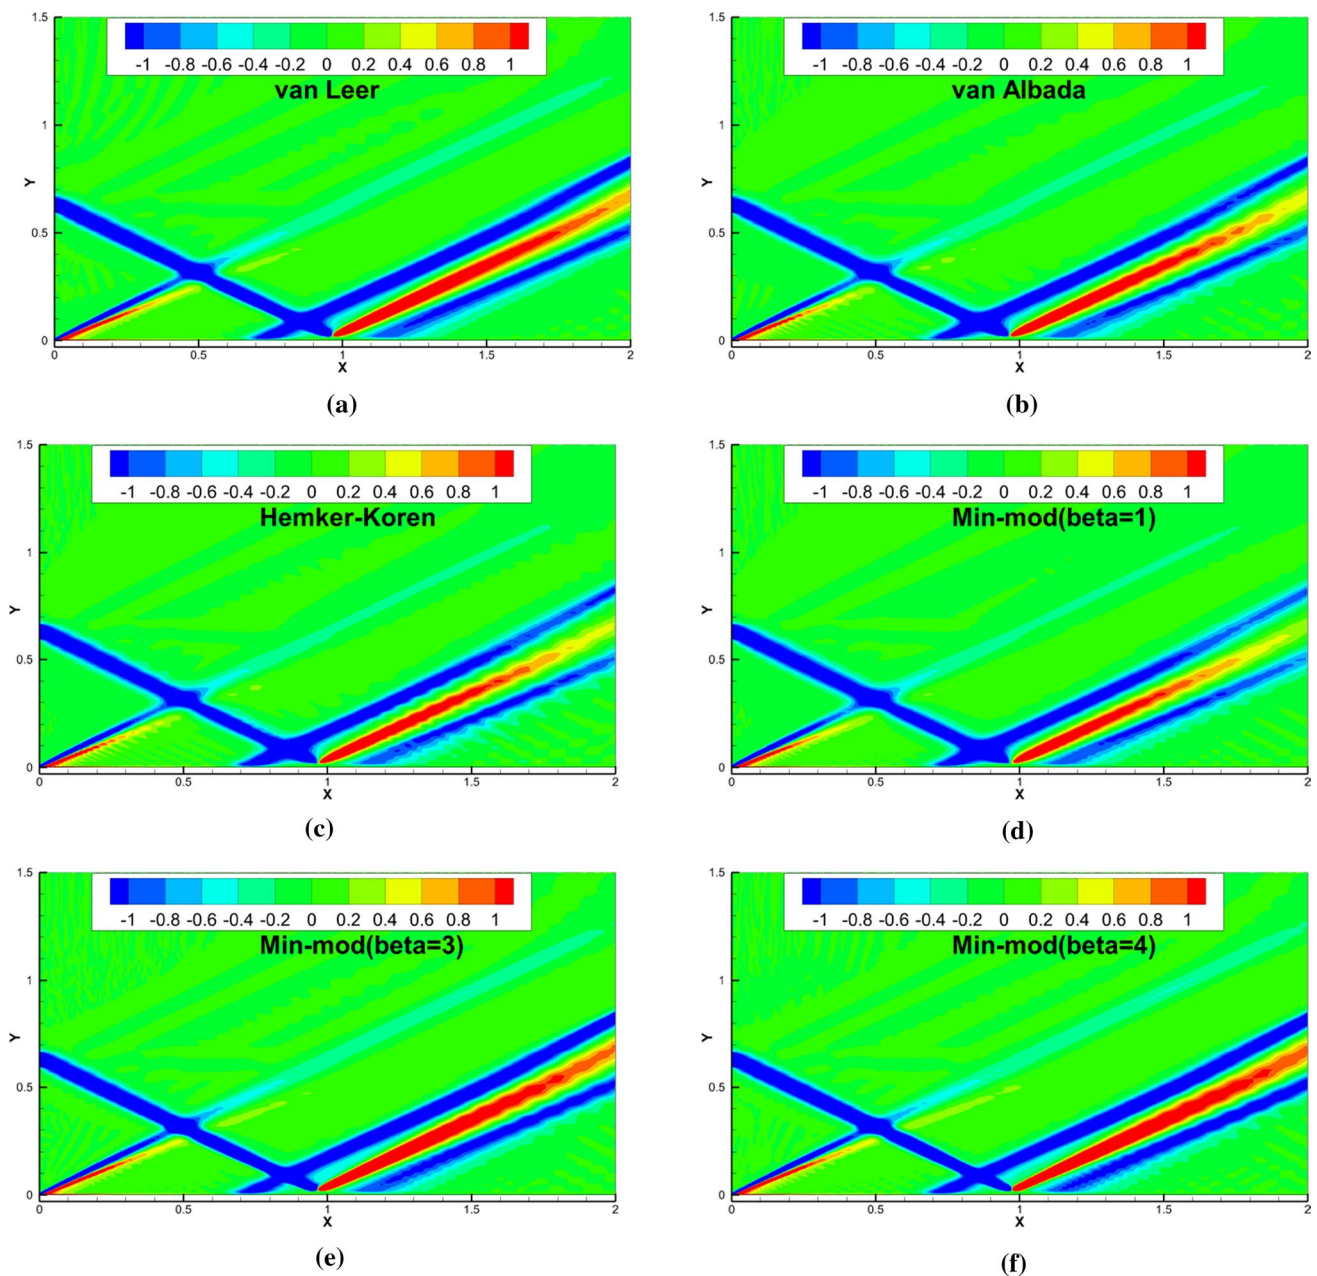 1.5
-1 -0.8 -0.6 -0.4 -0.2 0 0.2 0.4 0.6 0.8 1
van Leer
1
Y
0.5
0
0 0.5 1 1.5 2
X
(a)
1.5
-1 -0.8 -0.6 -0.4 -0.2 0 0.2 0.4 0.6 0.8 1
van Albada
1
Y
0.5
0
0 0.5 1 1.5 2
X
(b)
1.5
-1 -0.8 -0.6 -0.4 -0.2 0 0.2 0.4 0.6 0.8 1
Hemker-Koren
1
Y
0.5
0
0 0.5 1 1.5 2
X
(c)
1.5
-1 -0.8 -0.6 -0.4 -0.2 0 0.2 0.4 0.6 0.8 1
Min-mod(beta=1)
1
Y
0.5
0
0 0.5 1 1.5 2
X
(d)
1.5
-1 -0.8 -0.6 -0.4 -0.2 0 0.2 0.4 0.6 0.8 1
Min-mod(beta=3)
1
Y
0.5
0
0 0.5 1 1.5 2
X
(e)
1.5
-1 -0.8 -0.6 -0.4 -0.2 0 0.2 0.4 0.6 0.8 1
Min-mod(beta=4)
1
Y
0.5
0
0 0.5 1 1.5 2
X
(f)